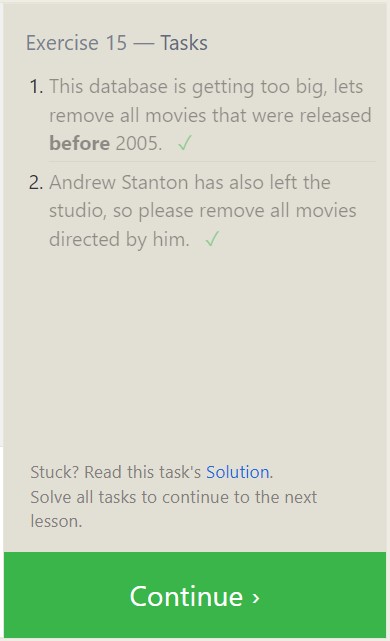 Exercise 15 — Tasks
1. This database is getting too big, lets
remove all movies that were released
before 2005. ✓
2. Andrew Stanton has also left the
studio, so please remove all movies
directed by him. ✓
Stuck? Read this task's Solution.
Solve all tasks to continue to the next
lesson.
Continue ›